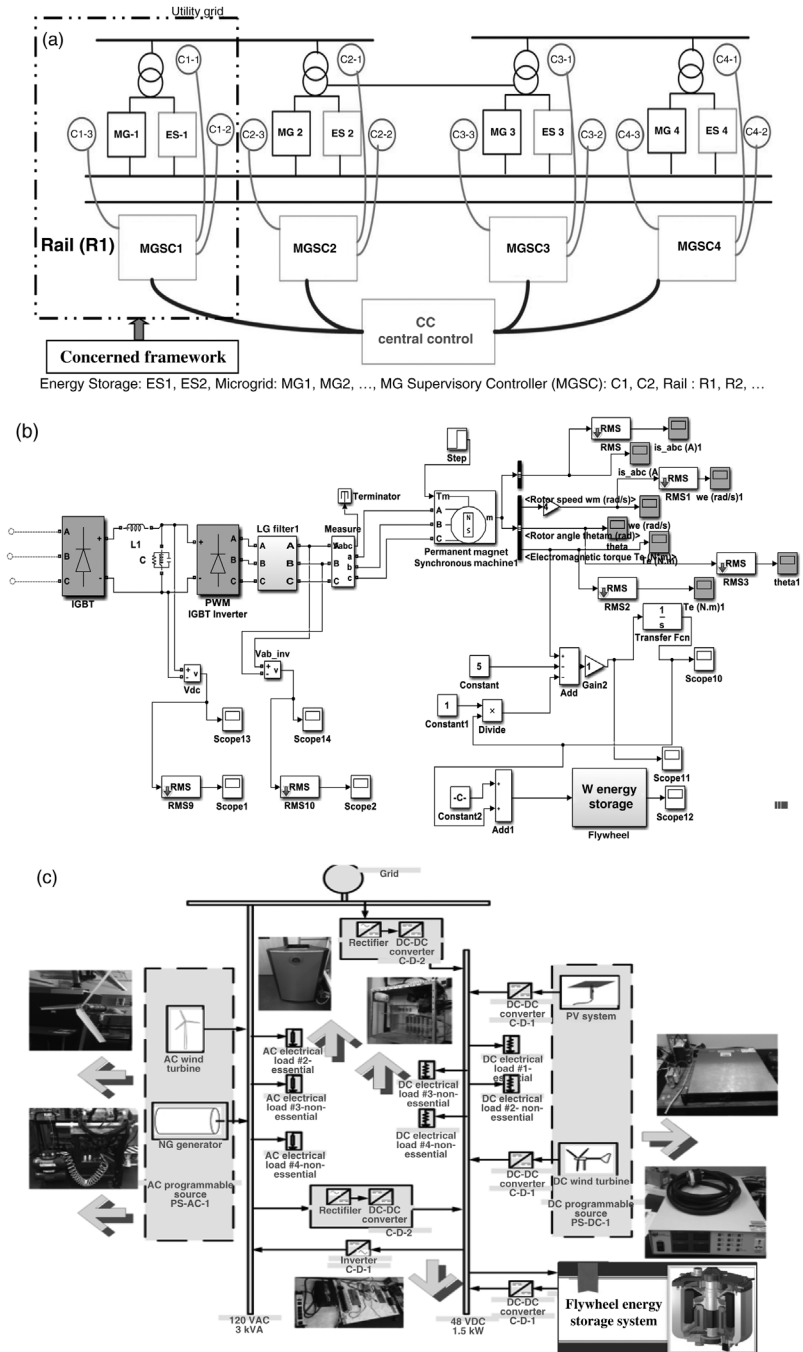 Utility grid
(a)
C1-1
C2-1
C3-1
C4-1
C1-3
MG-1
ES-1
C1-2
C2-3
MG 2
ES 2
C2-2
C3-3
MG 3
ES 3
C3-2
C4-3
MG 4
ES 4
C4-2
Rail (R1)
MGSC1
MGSC2
MGSC3
MGSC4
CC
central control
Concerned framework
Energy Storage: ES1, ES2, Microgrid: MG1, MG2, …, MG Supervisory Controller (MGSC): C1, C2, Rail : R1, R2, …
(b)
Step
RMS
RMS
is_abc (A)1
is_abc (A
RMS
RMS1
we (rad/s)1
Terminator
<Rotor speed wm (rad/s)>
4
we (rad/s)
<Rotor angle thetam (rad)>
theta
<Electromagnetic torque Te (N*m)>
Te (N.m)
RMS
RMS3
theta1
RMS
RMS2
Te (N.m)1
A
B
C
+
-
IGBT
L1
C
+
-
A
B
C
PWM
IGBT Inverter
LG filter1
A
B
C
A
B
C
Measure
Vabc
A
B
C
a
b
c
Tm
A
B
C
N
S
m
Permanent magnet
Synchronous machine1
Vdc
+
-
v
Vab_inv
+
-
v
Scope13
Scope14
RMS
RMS9
Scope1
RMS
RMS10
Scope2
1
s
Transfer Fcn
Scope10
5
Constant
Add
1
Gain2
1
Constant1
×
Divide
Scope11
-C-
Constant2
Add1
W energy
storage
Flywheel
Scope12
(c)
Grid
Rectifier
DC-DC
converter
C-D-2
AC wind
turbine
NG generator
AC programmable
source
PS-AC-1
AC electrical
load #2-
essential
AC electrical
load #3-non-
essential
AC electrical
load #4-non-
essential
DC-DC
converter
C-D-1
PV system
DC electrical
load #1-
essential
DC electrical
load #3-non-
essential
DC electrical
load #2- non-
essential
DC electrical
load #4-non-
essential
DC-DC
converter
C-D-1
DC wind turbine
DC programmable
source
PS-DC-1
Rectifiler
DC-DC
converter
C-D-2
Inverter
C-D-1
DC-DC
converter
C-D-1
Flywheel energy
storage system
120 VAC
3 kVA
48 VDC
1.5 kW